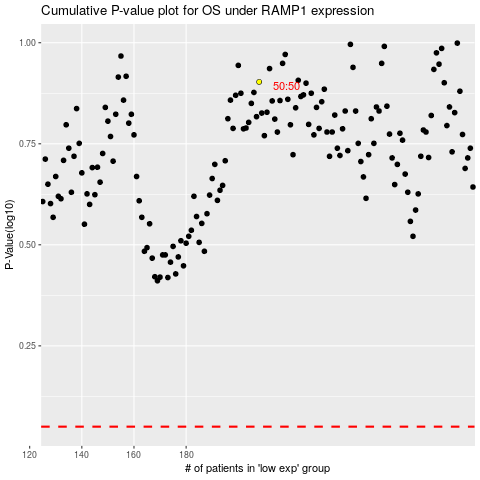 Cumulative P-value plot for OS under RAMP1 expression
1.00
50:50
0.75
P-Value(log10)
0.50
0.25
120 140 160 180
# of patients in 'low exp' group